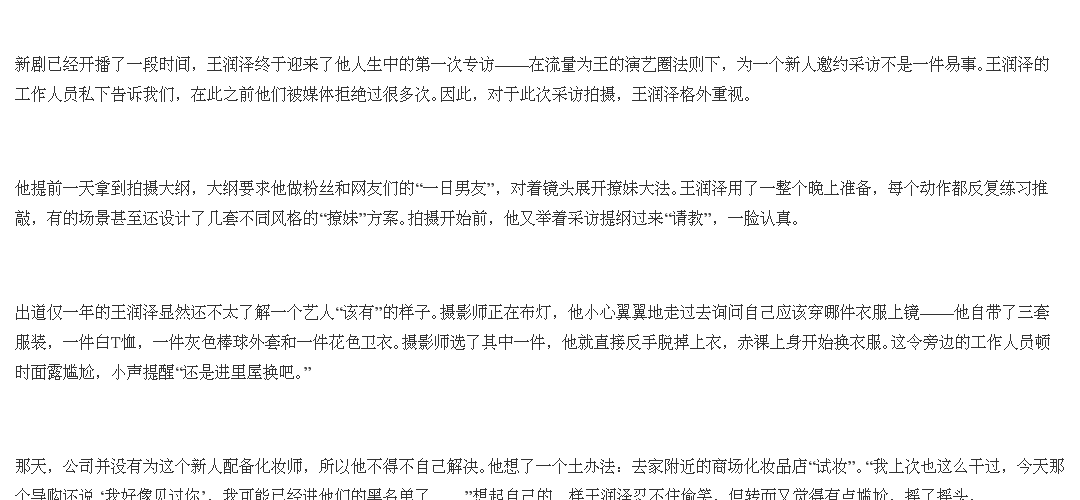 新剧已经开播了一段时间，王润泽终于迎来了他人生中的第一次专访——在流量为王的演艺圈法则下，为一个新人邀约采访不是一件易事。王润泽的
工作人员私下告诉我们，在此之前他们被媒体拒绝过很多次。因此，对于此次采访拍摄，王润泽格外重视。
他提前一天拿到拍摄大纲，大纲要求他做粉丝和网友们的“一日男友”，对着镜头展开撩妹大法。王润泽用了一整个晚上准备，每个动作都反复练习推
敲，有的场景甚至还设计了几套不同风格的“撩妹”方案。拍摄开始前，他又举着采访提纲过来“请教”，一脸认真。
出道仅一年的王润泽显然还不太了解一个艺人“该有”的样子。摄影师正在布灯，他小心翼翼地走过去询问自己应该穿哪件衣服上镜——他自带了三套
服装，一件白T恤，一件灰色棒球外套和一件花色卫衣。摄影师选了其中一件，他就直接反手脱掉上衣，赤裸上身开始换衣服。这令旁边的工作人员顿
时面露尴尬，小声提醒“还是进里屋换吧。”
那天，公司并没有为这个新人配备化妆师，所以他不得不自己解决。他想了一个土办法：去家附近的商场化妆品店“试妆”。“我上次也这么干过，今天那
个导购还说‘我好像见过你’，我可能已经进他们的黑名单了……”想起自己的 样王润泽忍不住偷笑，但转而又觉得有点尴尬，摇了摇头。